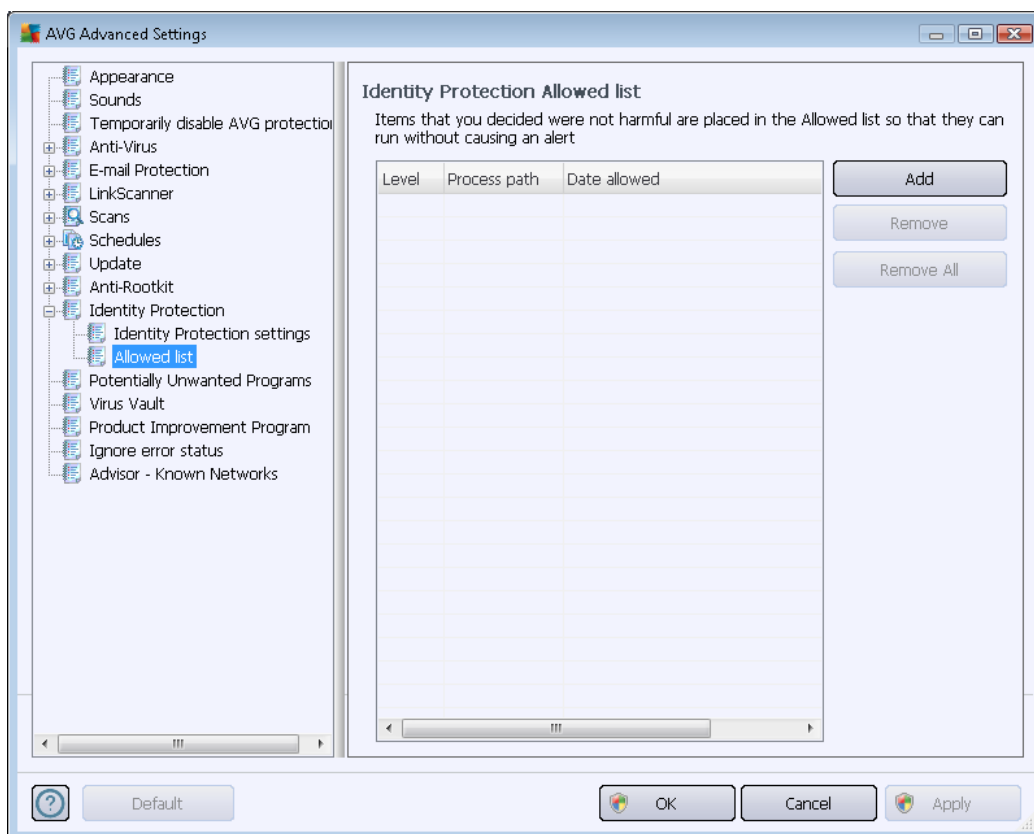 AVG Advanced Settings
Appearance
Sounds
Temporarily disable AVG protection
Anti-Virus
E-mail Protection
LinkScanner
Scans
Schedules
Update
Anti-Rootkit
Identity Protection
Identity Protection settings
Allowed list
Potentially Unwanted Programs
Virus Vault
Product Improvement Program
Ignore error status
Advisor - Known Networks
Identity Protection Allowed list
Items that you decided were not harmful are placed in the Allowed list so that they can
run without causing an alert
Level Process path Date allowed
Add
Remove
Remove All
Default
OK
Cancel
Apply